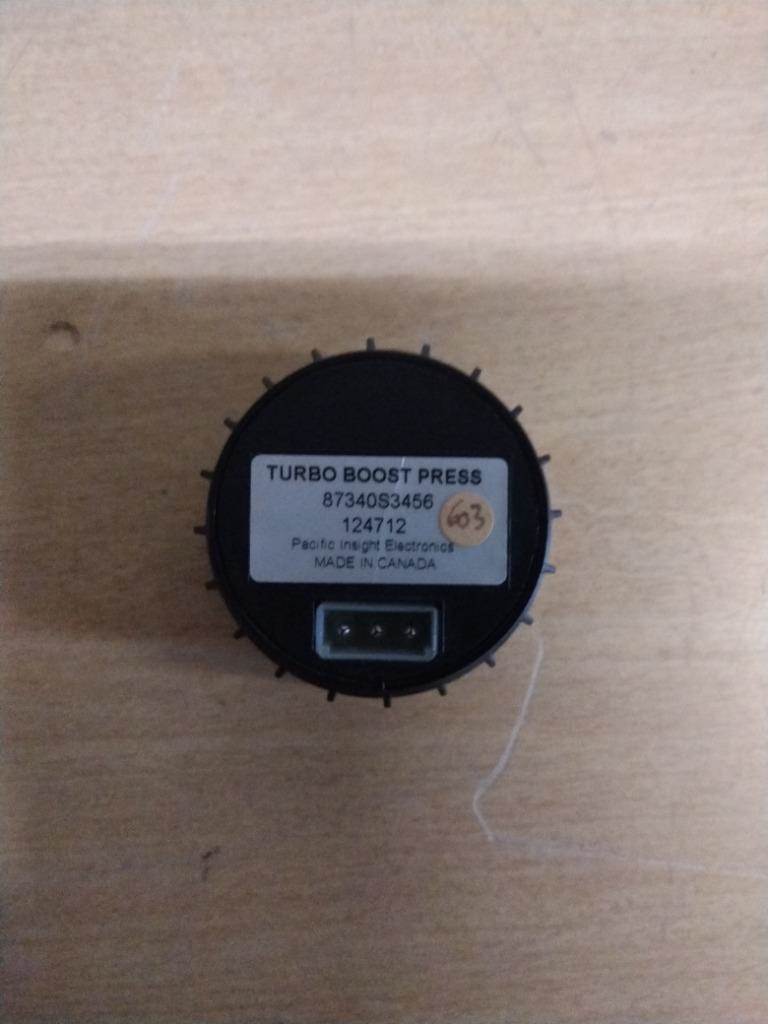 TURBO BOOST PRESS
87340S3456
124712
603
Pacific Insight Electronics
MADE IN CANADA